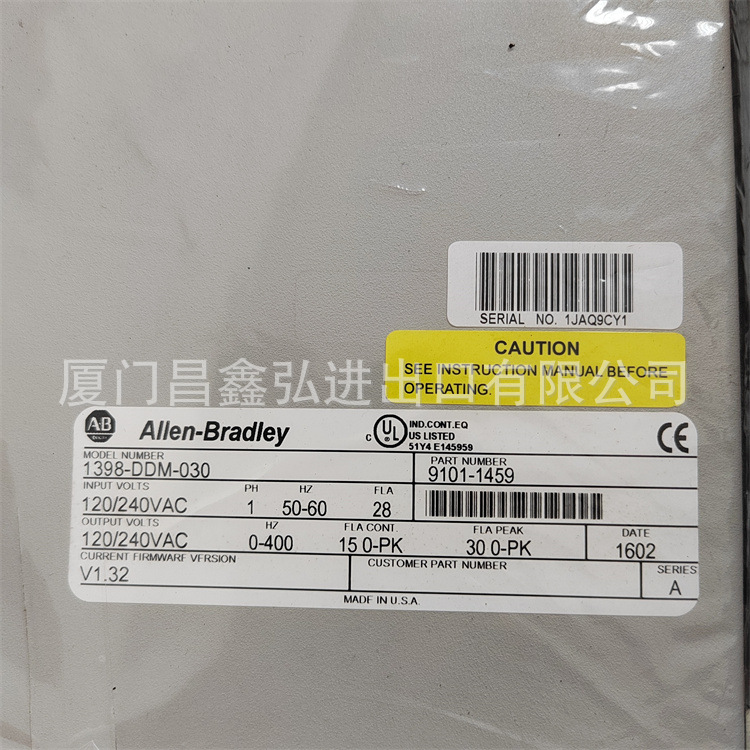 SERIAL NO. 1JAQ9CY1
CAUTION
SEE INSTRUCTION MANUAL BEFORE
OPERATING.
厦门昌鑫弘进出口有限公司
AB Allen-Bradley
C UL US LISTED
IND.CONT.EQ
51Y4 E145959
CE
MODEL NUMBER
1398-DDM-030
PART NUMBER
9101-1459
INPUT VOLTS PH HZ FLA
120/240VAC 1 50-60 28
OUTPUT VOLTS HZ FLA CONT. FLA PEAK DATE
120/240VAC 0-400 15 0-PK 30 0-PK 1602
CURRENT FIRMWARE VERSION
V1.32
CUSTOMER PART NUMBER
SERIES
A
MADE IN U.S.A.